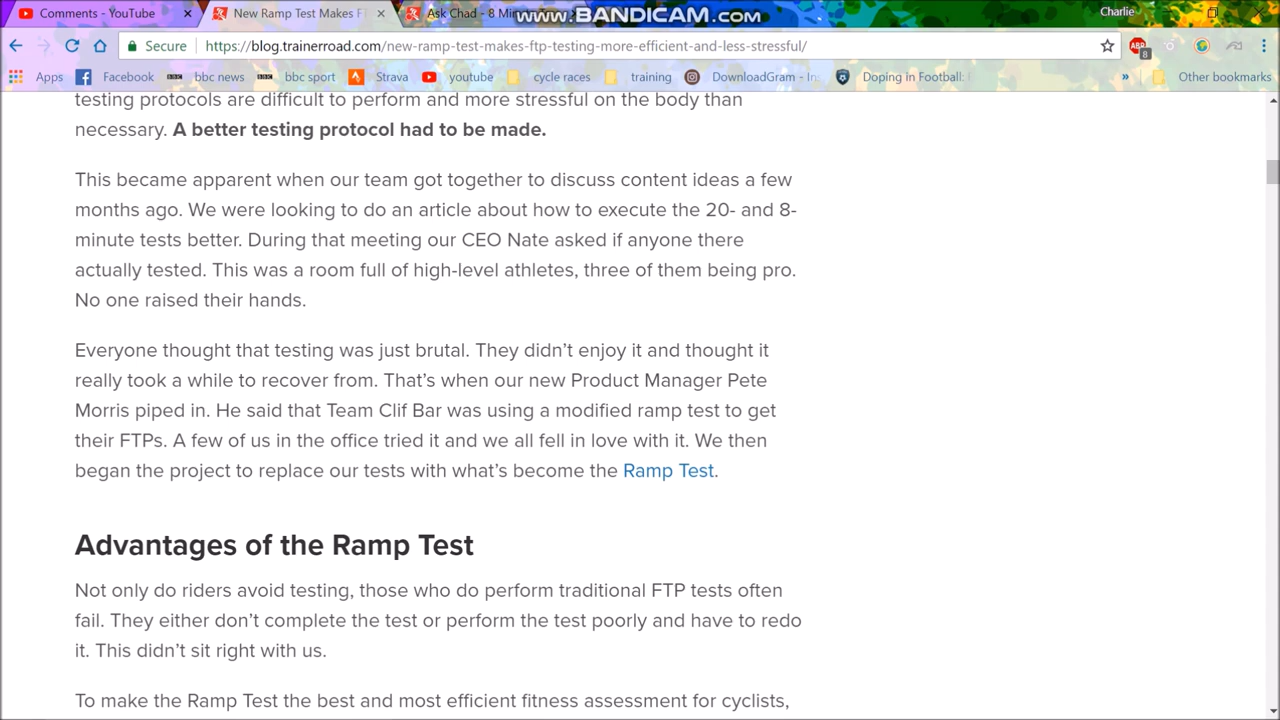 Comments - YouTube
New Ramp Test Makes F
Ask Chad - 8 Min
www.BANDICAM.com
Charlie
Secure
https://blog.trainerroad.com/new-ramp-test-makes-ftp-testing-more-efficient-and-less-stressful/
ABP
8
Apps
Facebook
bbc news
bbc sport
Strava
youtube
cycle races
training
DownloadGram - In
Doping in Football
»
Other bookmarks
testing protocols are difficult to perform and more stressful on the body than
necessary. A better testing protocol had to be made.
This became apparent when our team got together to discuss content ideas a few
months ago. We were looking to do an article about how to execute the 20- and 8-
minute tests better. During that meeting our CEO Nate asked if anyone there
actually tested. This was a room full of high-level athletes, three of them being pro.
No one raised their hands.
Everyone thought that testing was just brutal. They didn’t enjoy it and thought it
really took a while to recover from. That’s when our new Product Manager Pete
Morris piped in. He said that Team Clif Bar was using a modified ramp test to get
their FTPs. A few of us in the office tried it and we all fell in love with it. We then
began the project to replace our tests with what’s become the Ramp Test.
Advantages of the Ramp Test
Not only do riders avoid testing, those who do perform traditional FTP tests often
fail. They either don’t complete the test or perform the test poorly and have to redo
it. This didn’t sit right with us.
To make the Ramp Test the best and most efficient fitness assessment for cyclists,